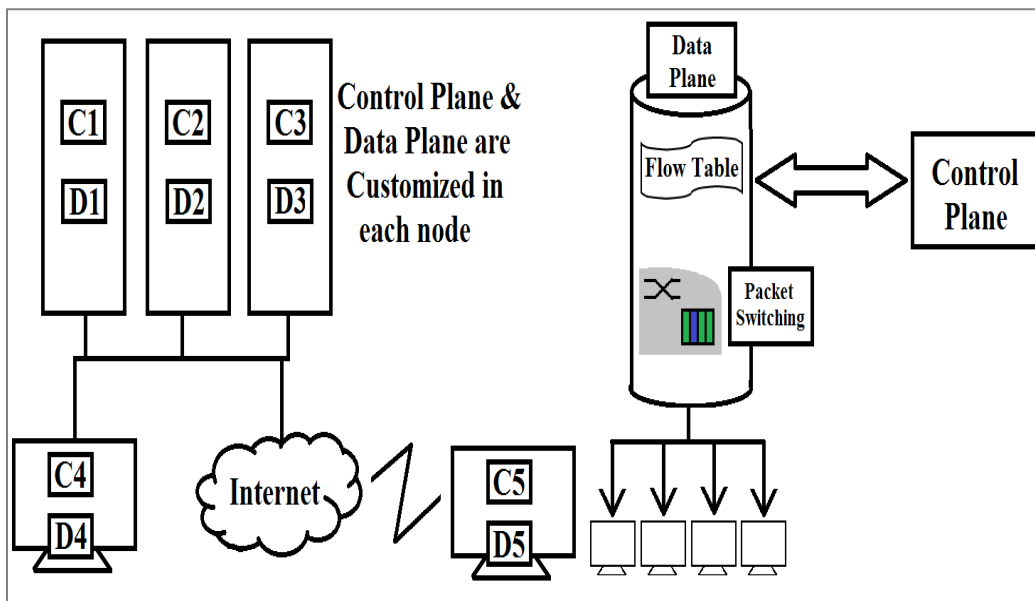 C1
D1
C2
D2
C3
D3
Control Plane &
Data Plane are
Customized in
each node
C4
D4
Internet
C5
D5
Data
Plane
Flow Table
Control
Plane
Packet
Switching